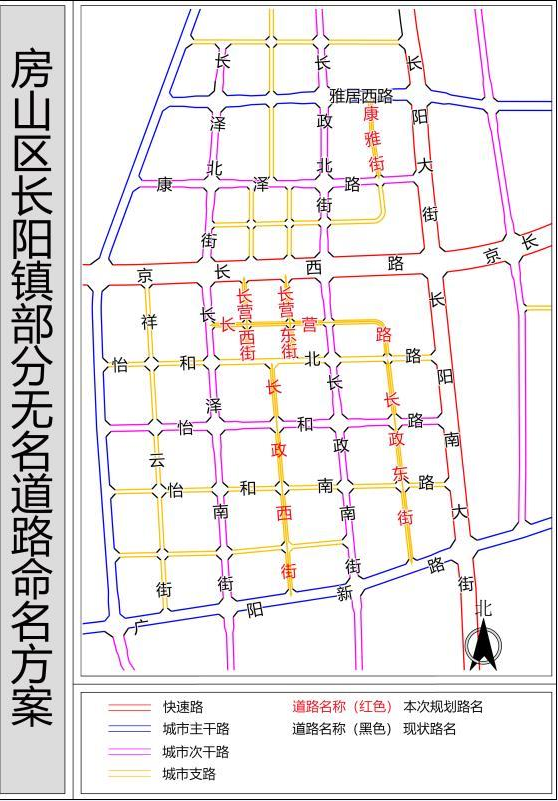 房山区长阳镇部分无名道路命名方案
雅居西路
康雅街
长泽北街
长政北街
长阳大街
康泽路
京长西路
京长
祥云街
长营西街
长营东街
长营路
怡和北路
长阳南大街
长泽南街
怡和路
长政南街
长政西街
长政东街
怡和南路
广阳新路
北
快速路
城市主干路
城市次干路
城市支路
道路名称（红色） 本次规划路名
道路名称（黑色） 现状路名